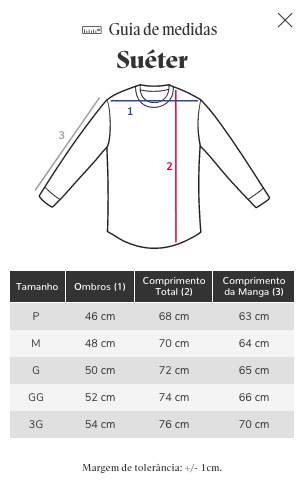 Guia de medidas
Suéter
1
2
3
Tamanho Ombros (1) Comprimento Total (2) Comprimento da Manga (3)
P 46 cm 68 cm 63 cm
M 48 cm 70 cm 64 cm
G 50 cm 72 cm 65 cm
GG 52 cm 74 cm 66 cm
3G 54 cm 76 cm 70 cm
Margem de tolerância: +/- 1cm.